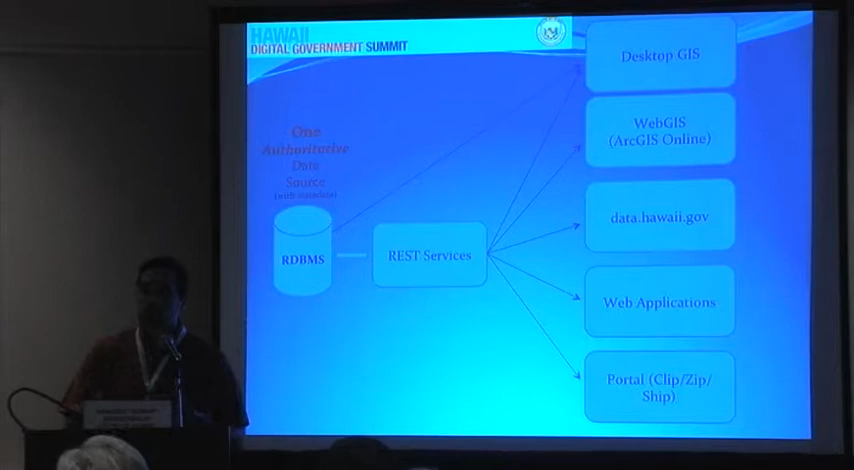 HAWAII
DIGITAL GOVERNMENT SUMMIT
One
Authoritative
Data
Source
(with metadata)
RDBMS
REST Services
Desktop GIS
WebGIS
(ArcGIS Online)
data.hawaii.gov
Web Applications
Portal (Clip/Zip/
Ship)